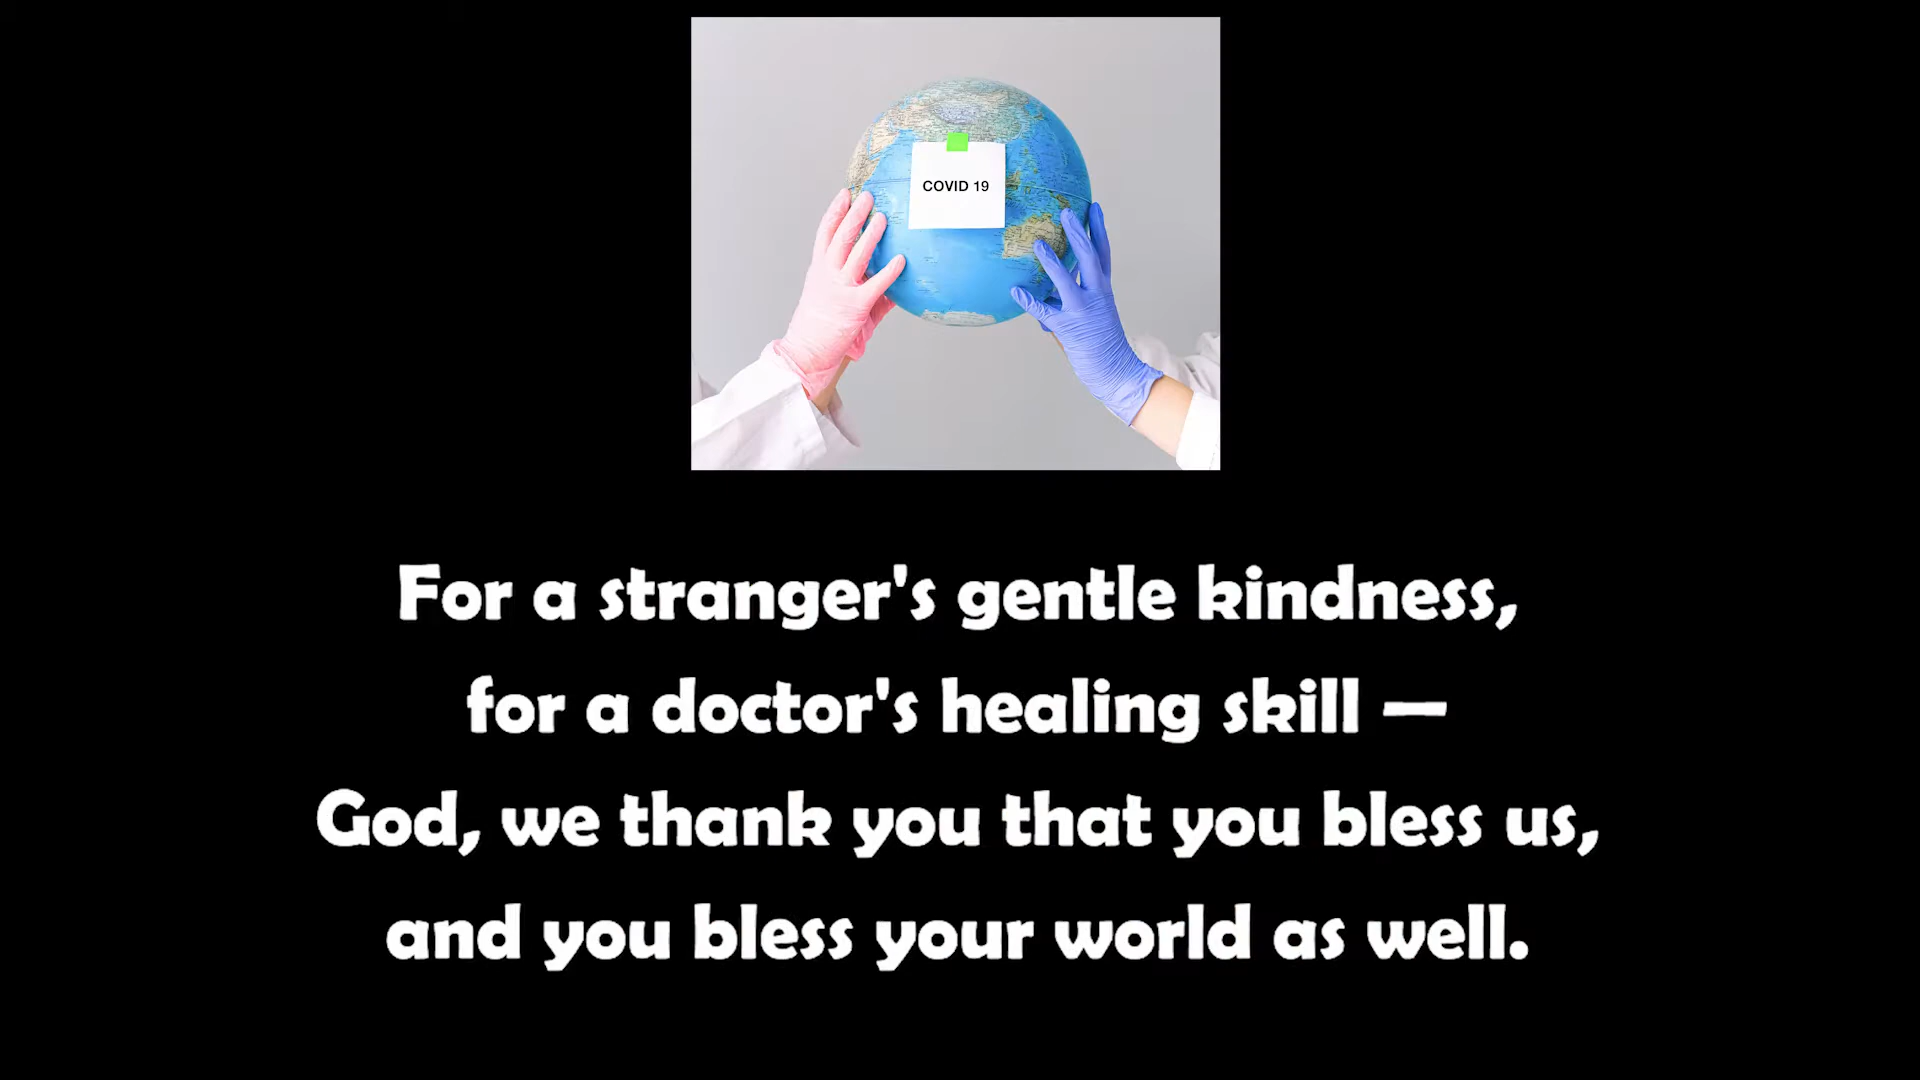 COVID 19
For a stranger's gentle kindness,
for a doctor's healing skill —
God, we thank you that you bless us,
and you bless your world as well.